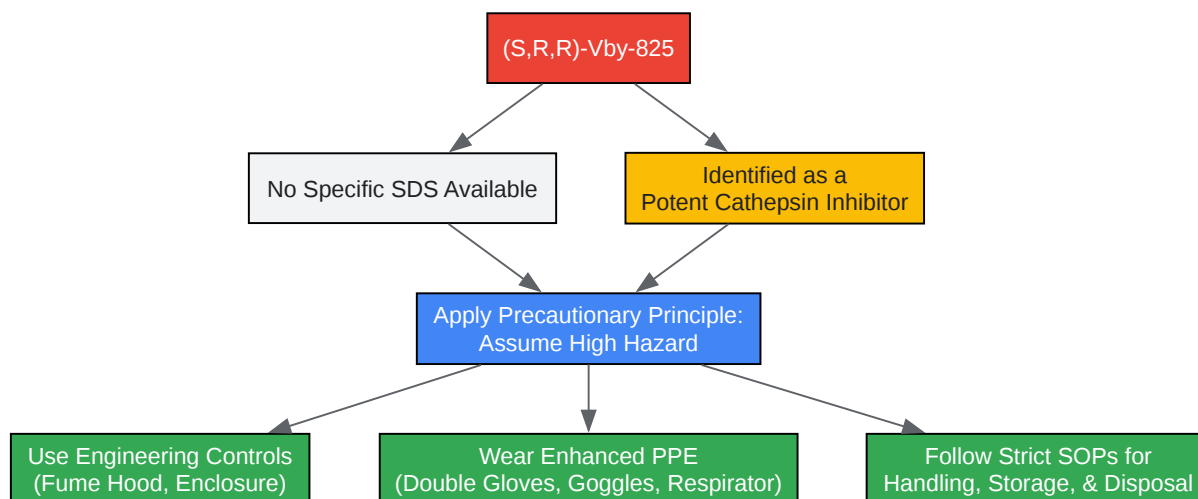 (S,R,R)-Vby-825
No Specific SDS Available
Identified as a
Potent Cathepsin Inhibitor
Apply Precautionary Principle:
Assume High Hazard
Use Engineering Controls
(Fume Hood, Enclosure)
Wear Enhanced PPE
(Double Gloves, Goggles, & Respirator)
Follow Strict SOPs for
Handling, Storage, & Disposal